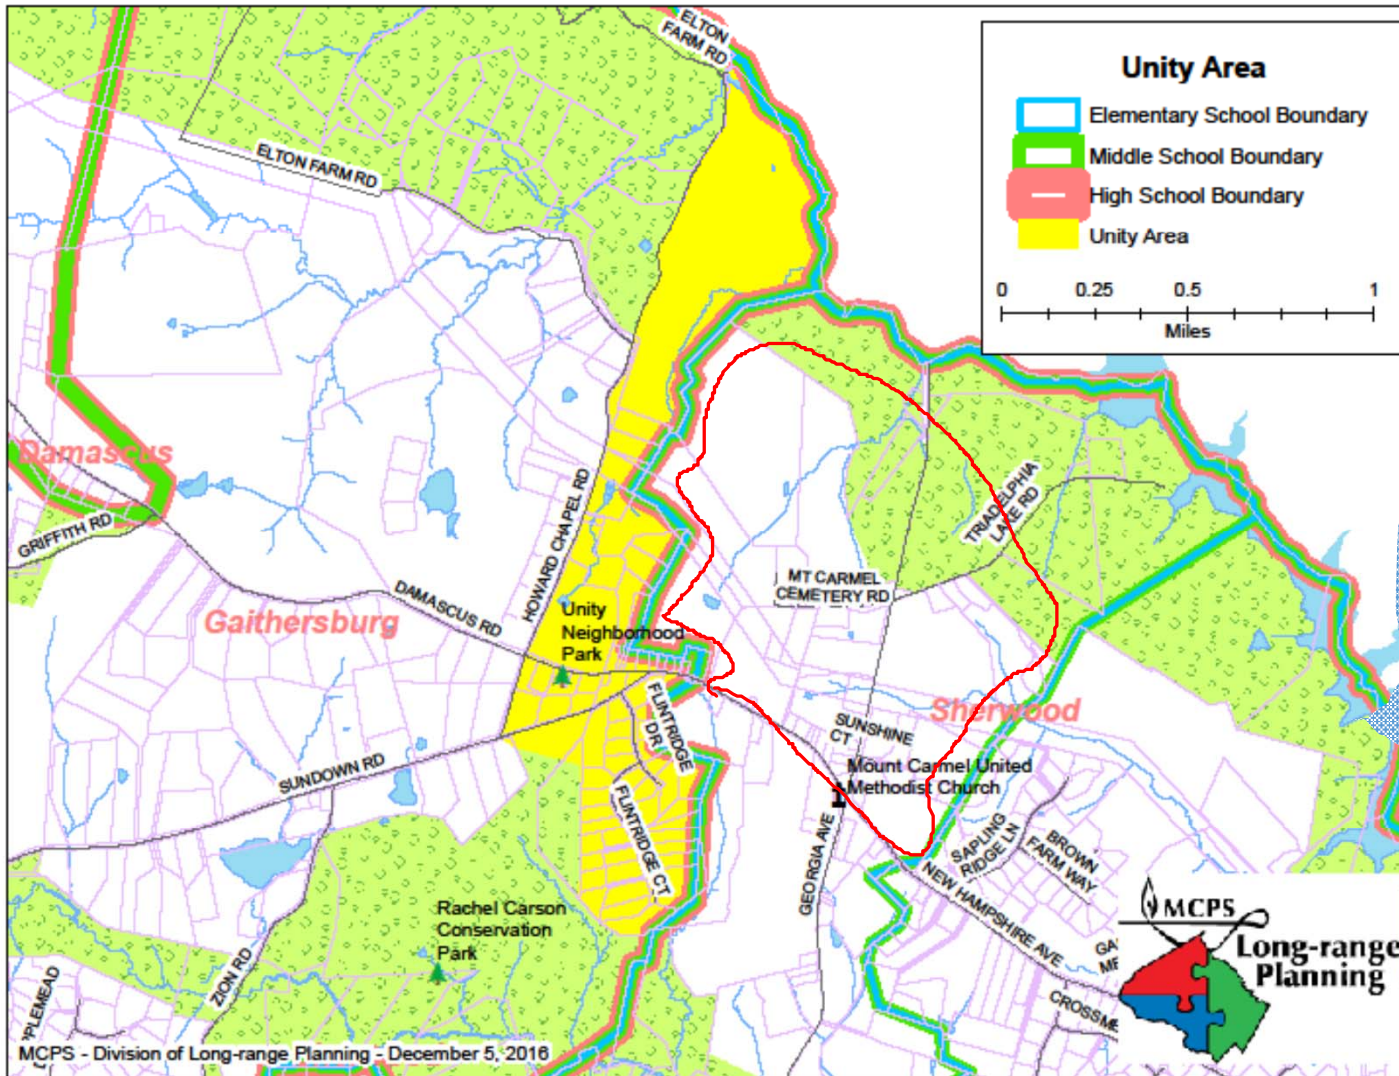 ELTON
FARM RD
Unity Area
Elementary School Boundary
Middle School Boundary
High School Boundary
Unity Area
0 0.25 0.5 1
Miles
ELTON FARM RD
Damascus
GRIFFITH RD
HOWARD CHAPEL RD
TRIADELPHIA
LAKE RD
DAMASCUS RD
MT CARMEL
CEMETERY RD
Gaithersburg
Unity
Neighborhood
Park
FLINTRIDGE
DR
Sherwood
SUNSHINE
CT
SUNDOWN RD
Mount Carmel United
Methodist Church
FLINTRIDGE CT
GEORGIA AVE
SAPLING
RIDGE LN
BROWN
FARM WAY
NEW HAMPSHIRE AVE
Rachel Carson
Conservation
Park
ZION RD
MCPS
Long-range
Planning
CROSSME
MCPS - Division of Long-range Planning - December 5, 2016